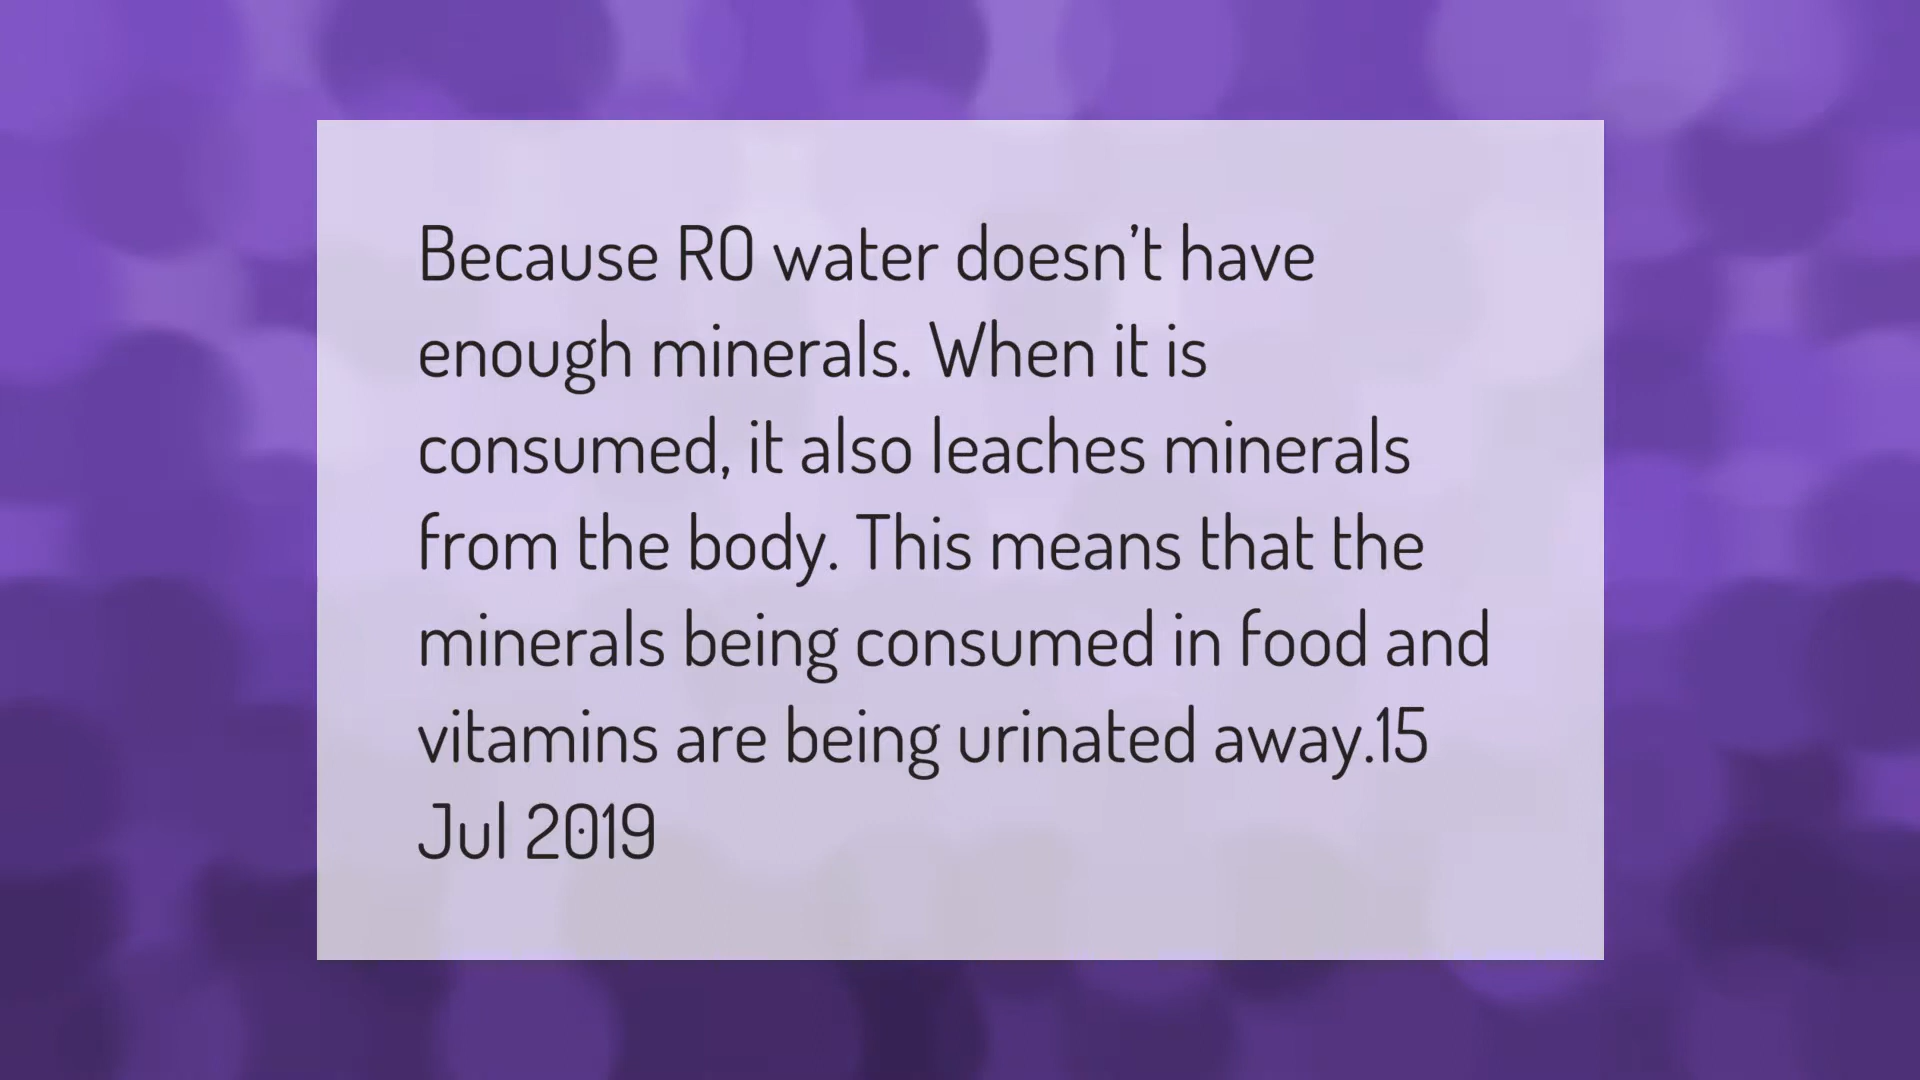 Because RO water doesn't have
enough minerals. When it is
consumed, it also leaches minerals
from the body. This means that the
minerals being consumed in food and
vitamins are being urinated away.15
Jul 2019